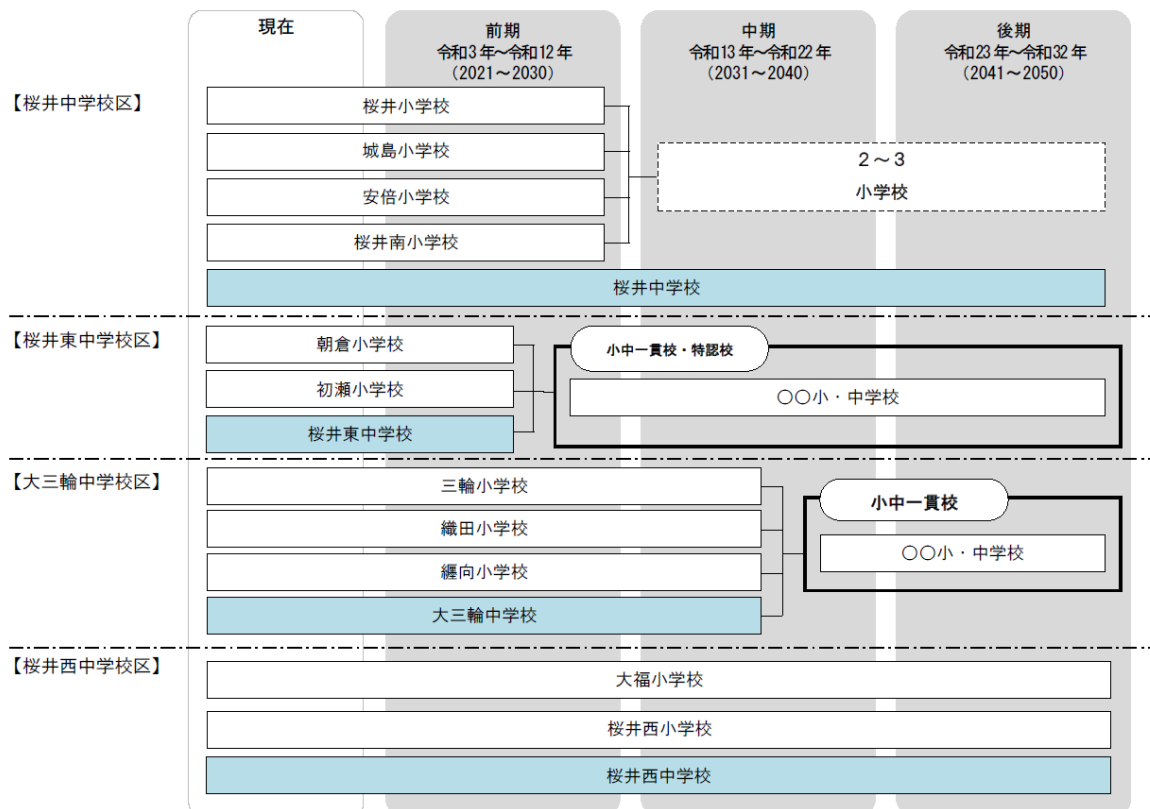 現在
前期
令和3年～令和12年
（2021～2030）
中期
令和13年～令和22年
（2031～2040）
後期
令和23年～令和32年
（2041～2050）
【桜井中学校区】
桜井小学校
城島小学校
安倍小学校
桜井南小学校
2～3
小学校
桜井中学校
【桜井東中学校区】
朝倉小学校
初瀬小学校
桜井東中学校
小中一貫校・特認校
〇〇小・中学校
【大三輪中学校区】
三輪小学校
織田小学校
纒向小学校
大三輪中学校
小中一貫校
〇〇小・中学校
【桜井西中学校区】
大福小学校
桜井西小学校
桜井西中学校